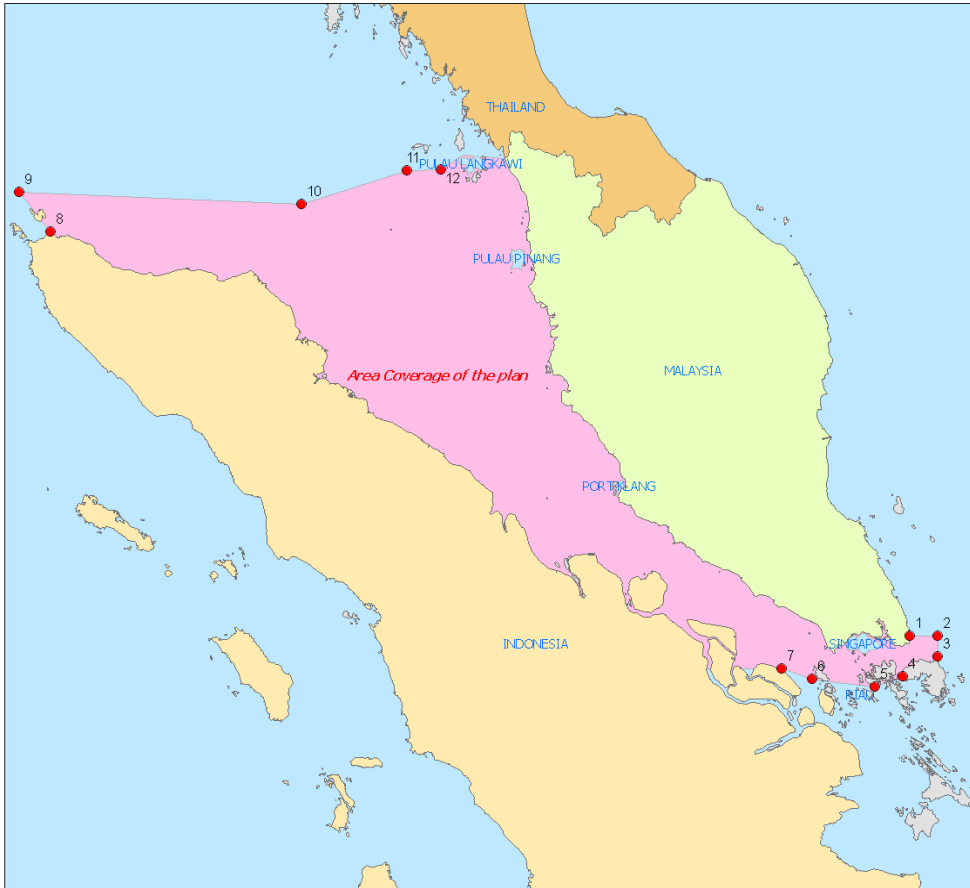 THAILAND
11
PULAU LANGKAWI
12
9
10
8
PULAU PINANG
MALAYSIA
Area Coverage of the plan
PORT KLANG
1
2
INDONESIA
SINGAPORE
3
7
6
5
4
RIAU